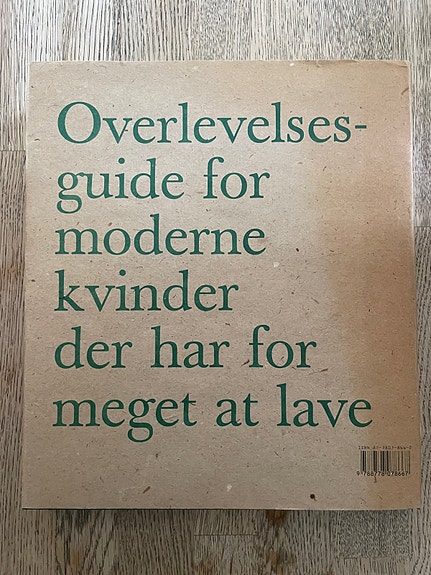 Overlevelses-
guide for
moderne
kvinder
der har for
meget at lave